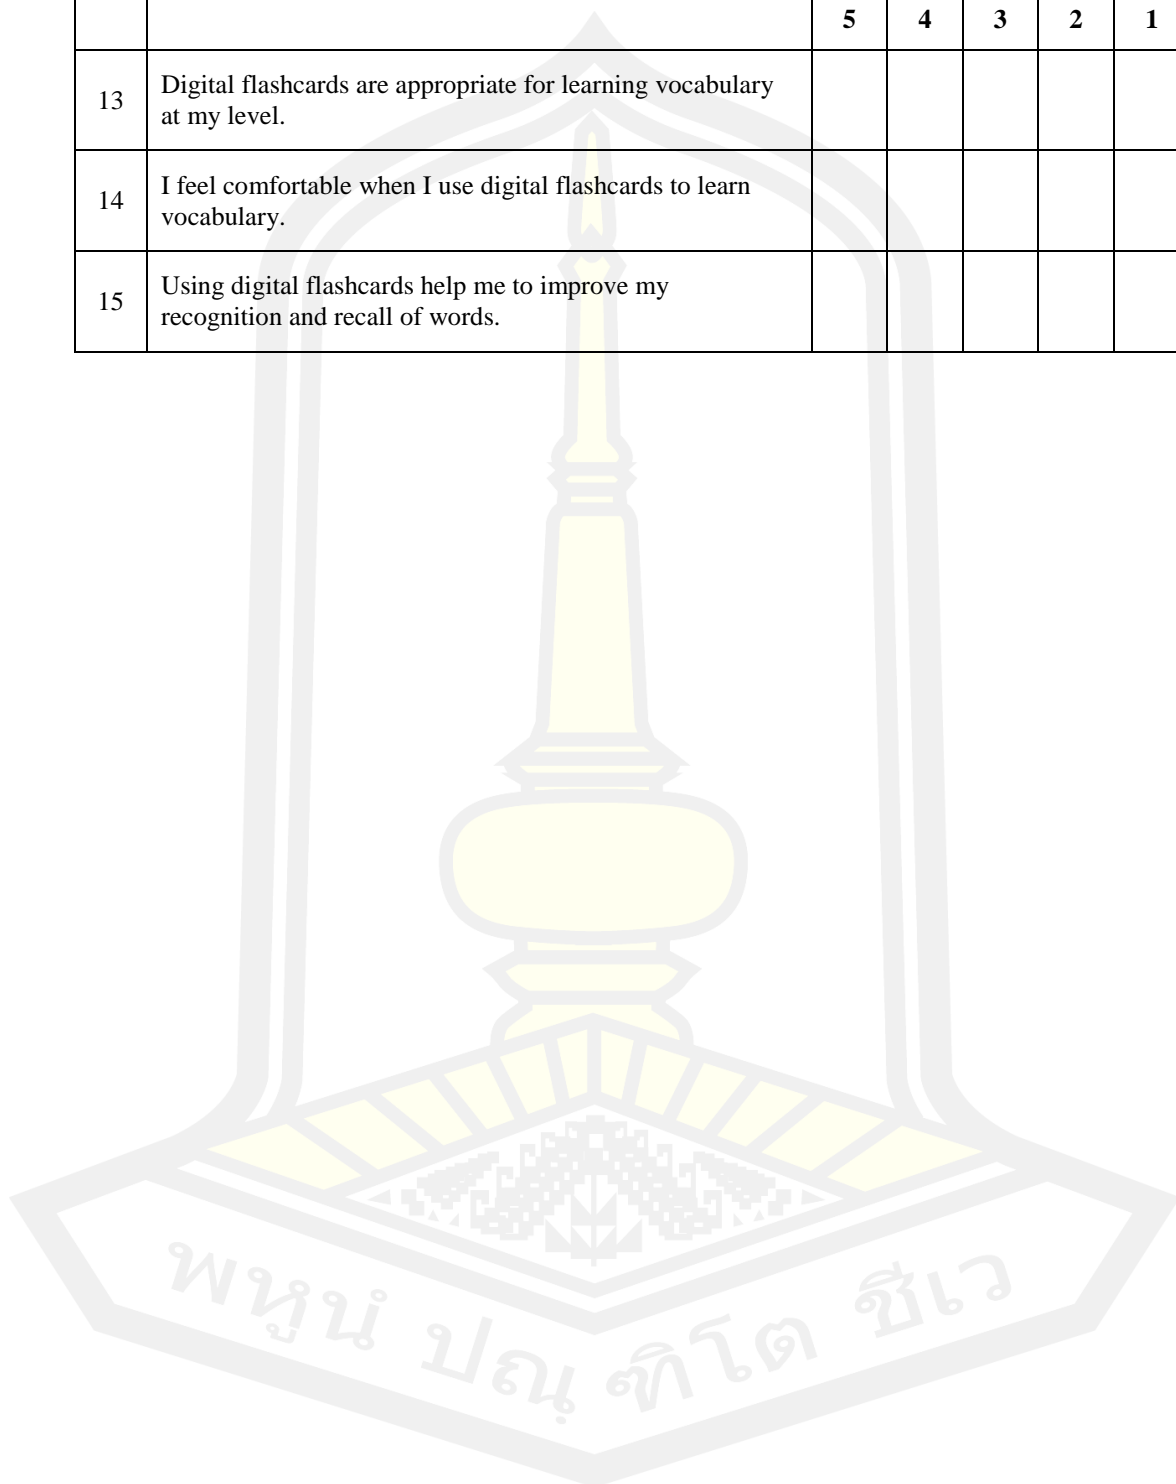 5 4 3 2 1
13 Digital flashcards are appropriate for learning vocabulary
at my level.
14 I feel comfortable when I use digital flashcards to learn
vocabulary.
15 Using digital flashcards help me to improve my
recognition and recall of words.
พหูนํ ปณฺฑิโต ชีเว